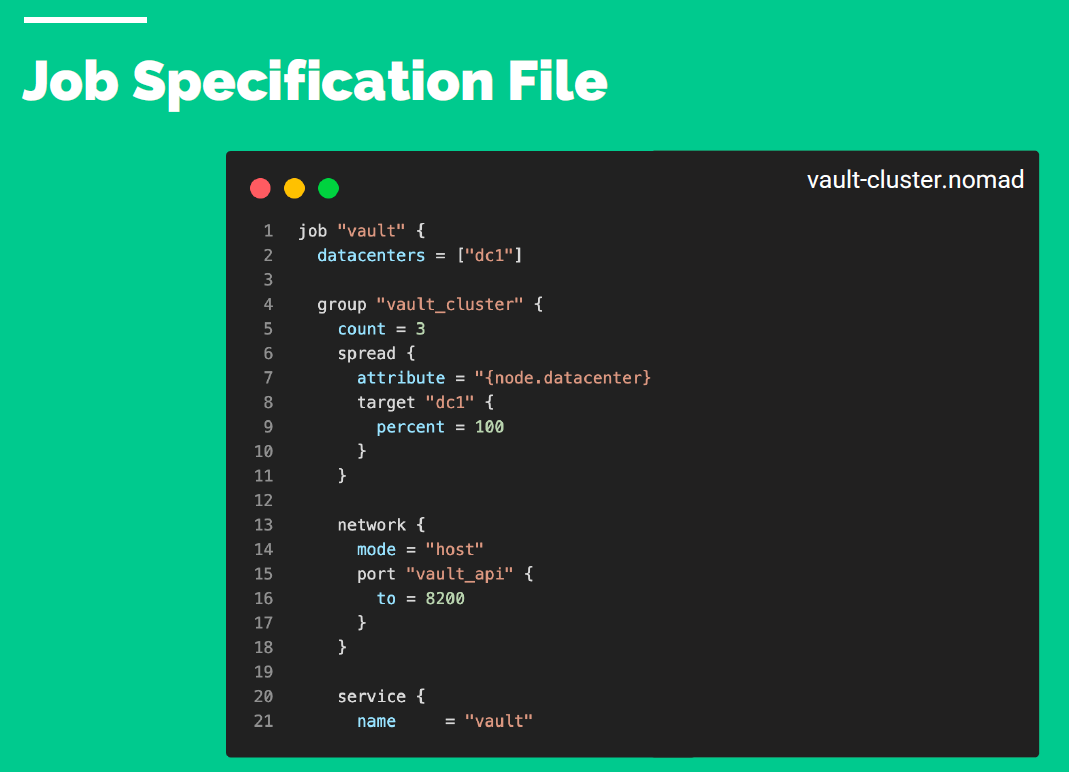 Job Specification File
vault-cluster.nomad
1 job "vault" {
2   datacenters = ["dc1"]
3
4   group "vault_cluster" {
5     count = 3
6     spread {
7       attribute = "{node.datacenter}
8       target "dc1" {
9         percent = 100
10       }
11     }
12
13     network {
14       mode = "host"
15       port "vault_api" {
16         to = 8200
17       }
18     }
19
20     service {
21       name     = "vault"